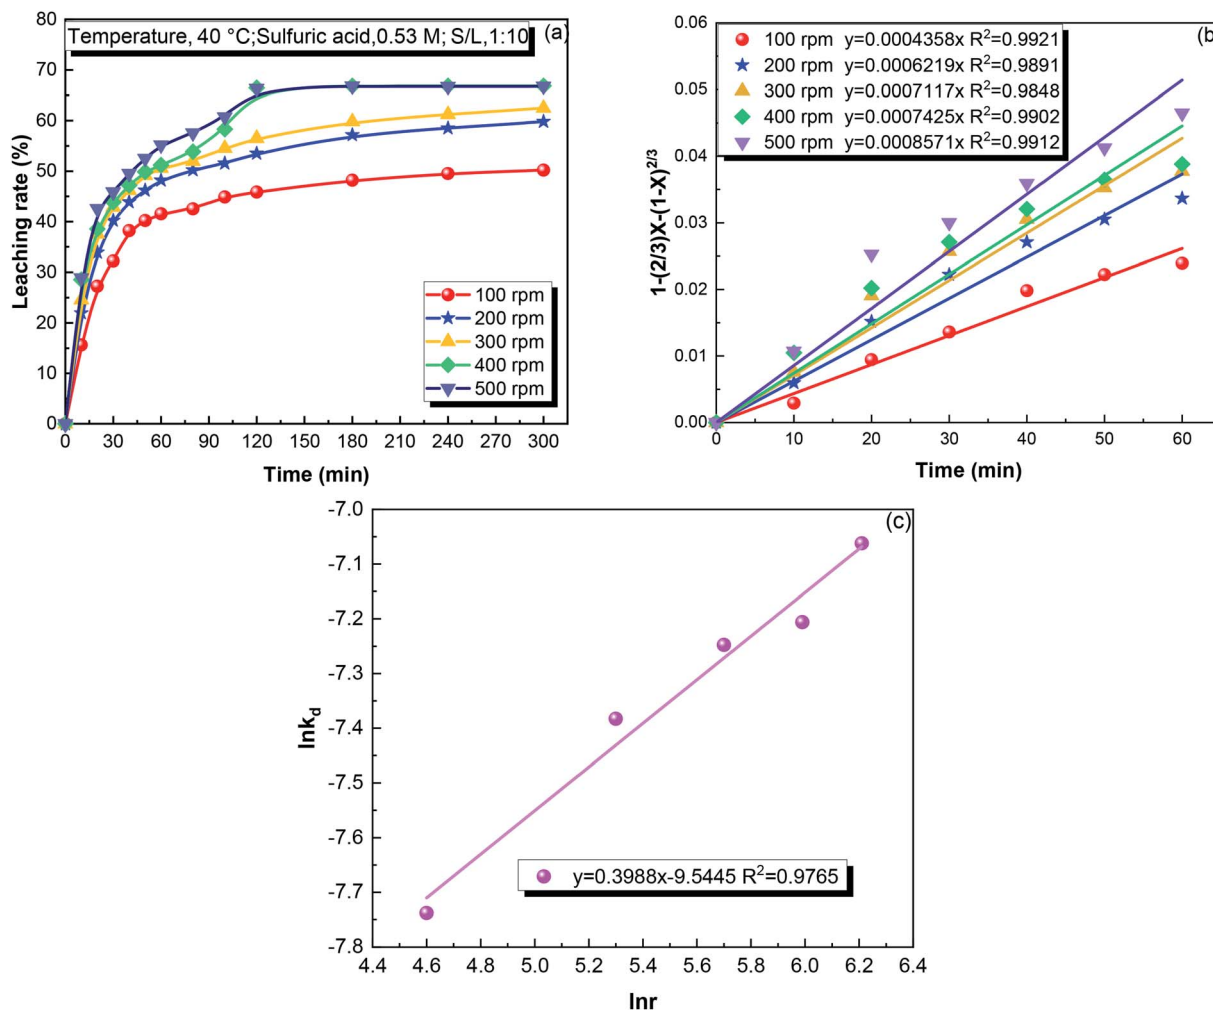 Temperature, 40 °C;Sulfuric acid,0.53 M; S/L,1:10
(a)
80
70
60
50
40
30
20
10
0
Leaching rate (%)
100 rpm
200 rpm
300 rpm
400 rpm
500 rpm
0 30 60 90 120 150 180 210 240 270 300
Time (min)
(b
0.06
0.05
0.04
0.03
0.02
0.01
0.00
1-(2/3)X-(1-X)^{2/3}
100 rpm y=0.0004358x R²=0.9921
200 rpm y=0.0006219x R²=0.9891
300 rpm y=0.0007117x R²=0.9848
400 rpm y=0.0007425x R²=0.9902
500 rpm y=0.0008571x R²=0.9912
0 10 20 30 40 50 60
Time (min)
(c)
-7.0
-7.1
-7.2
-7.3
-7.4
-7.5
-7.6
-7.7
-7.8
lnk_d
y=0.3988x-9.5445 R²=0.9765
4.4 4.6 4.8 5.0 5.2 5.4 5.6 5.8 6.0 6.2 6.4
lnr